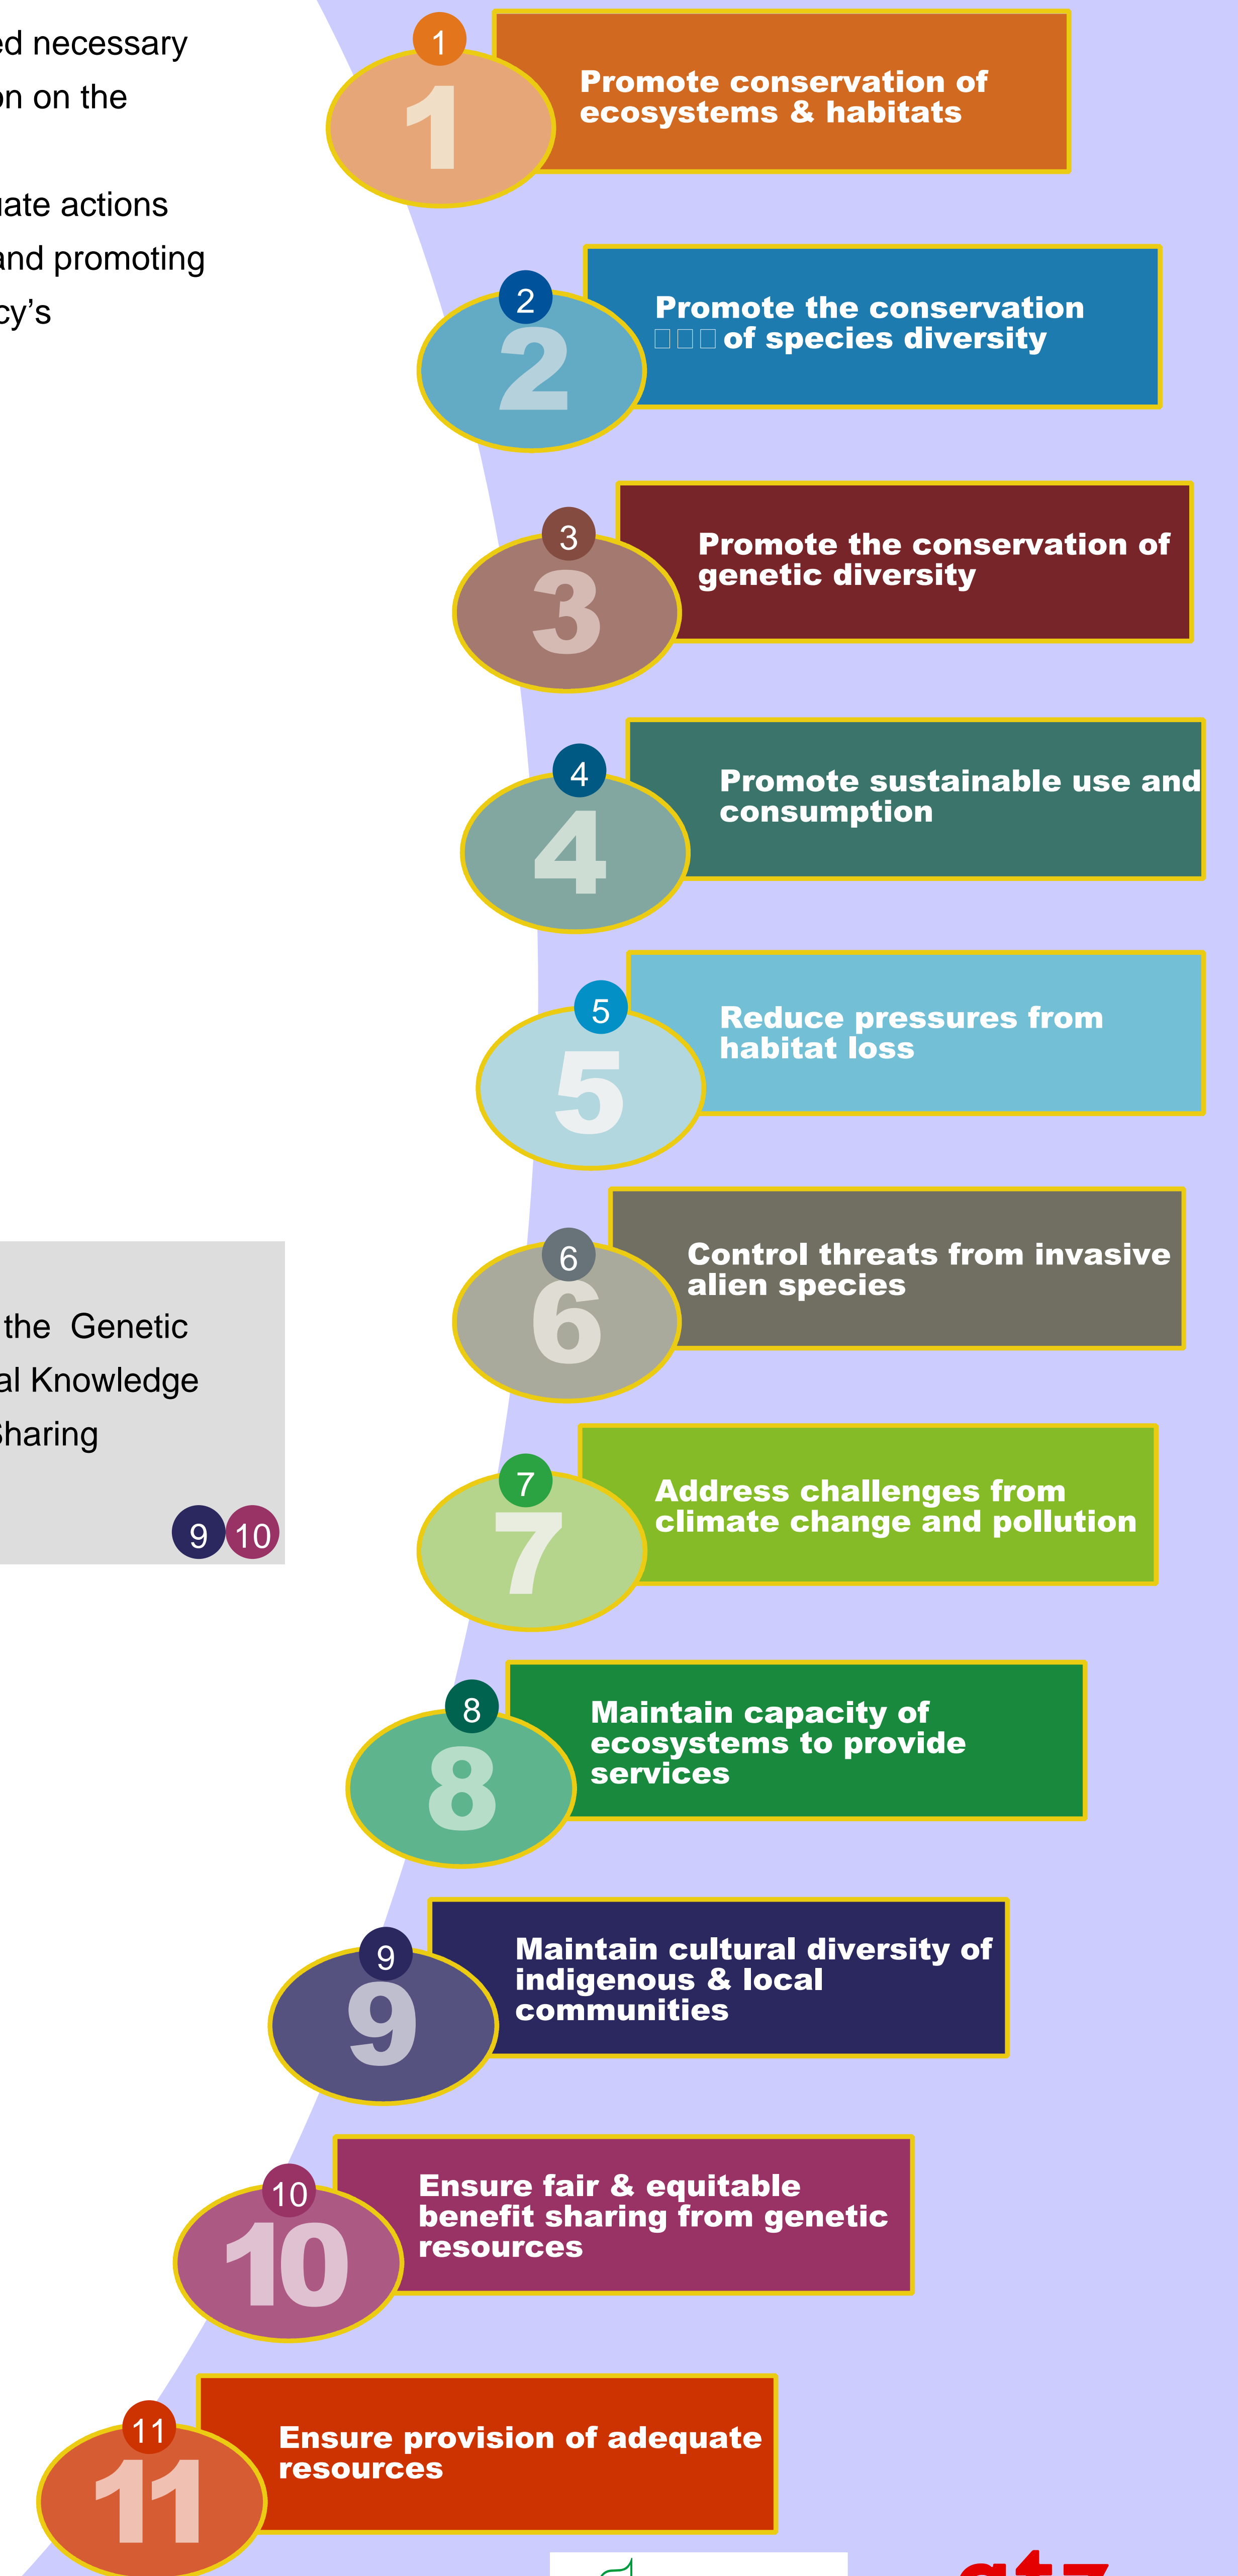 necessary
on the
actions
and promoting
the Genetic
Knowledge
Sharing
9 10
1
1
Promote conservation of
ecosystems & habitats
2
2
Promote the conservation
□□□ of species diversity
3
3
Promote the conservation of
genetic diversity
4
4
Promote sustainable use and
consumption
5
5
Reduce pressures from
habitat loss
6
6
Control threats from invasive
alien species
7
7
Address challenges from
climate change and pollution
8
8
Maintain capacity of
ecosystems to provide
services
9
9
Maintain cultural diversity of
indigenous & local
communities
10
10
Ensure fair & equitable
benefit sharing from genetic
resources
11
11
Ensure provision of adequate
resources
gtz